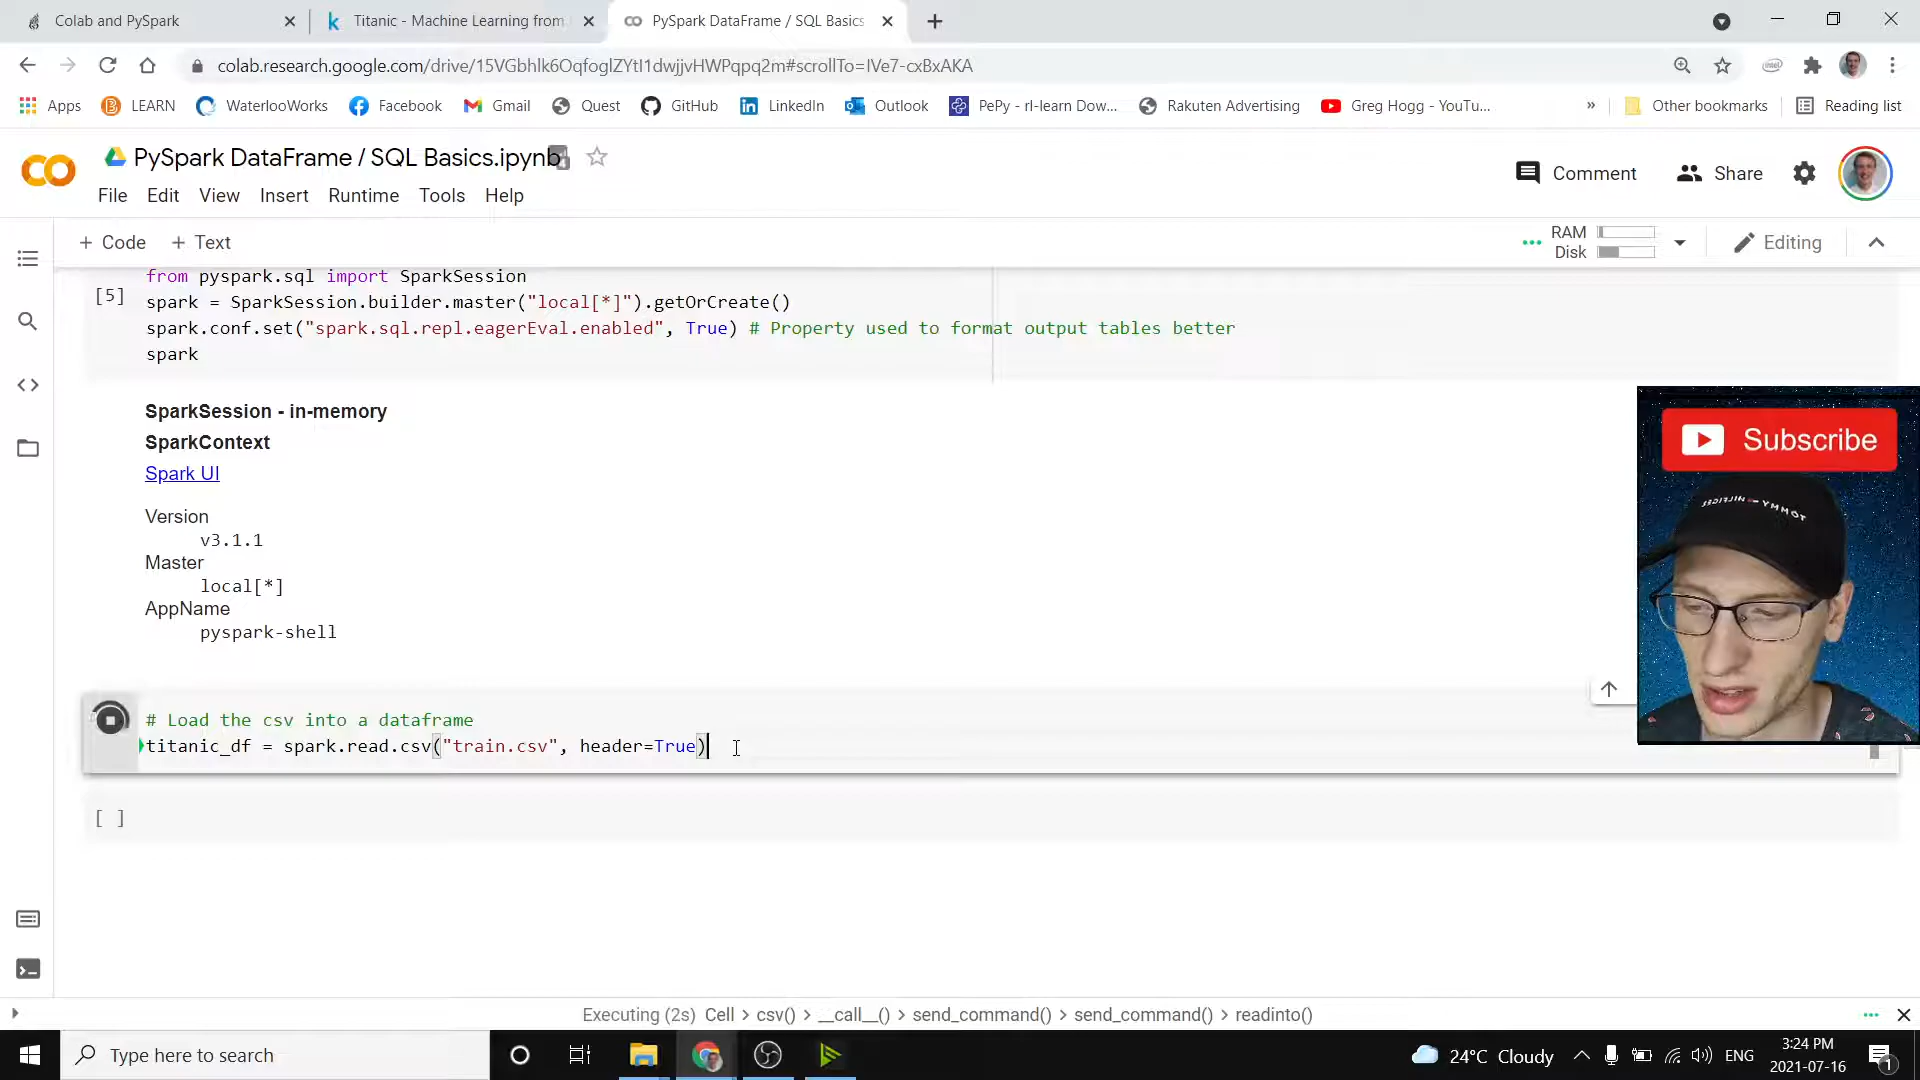 Colab and PySpark
Titanic - Machine Learning from
PySpark DataFrame / SQL Basics
colab.research.google.com/drive/15VGbhlk6OqfoglZYtI1dwjjvHWPqpq2m#scrollTo=IVe7-cxBxAKA
Apps LEARN WaterlooWorks Facebook Gmail Quest GitHub LinkedIn Outlook PePy - rl-learn Dow... Rakuten Advertising Greg Hogg - YouTu... » Other bookmarks Reading list
PySpark DataFrame / SQL Basics.ipynb
Comment Share
File Edit View Insert Runtime Tools Help
+ Code + Text
RAM
Disk
Editing
from pyspark.sql import SparkSession
[5]
spark = SparkSession.builder.master("local[*]").getOrCreate()
spark.conf.set("spark.sql.repl.eagerEval.enabled", True) # Property used to format output tables better
spark
SparkSession - in-memory
SparkContext
Spark UI
Version
v3.1.1
Master
local[*]
AppName
pyspark-shell
Subscribe
# Load the csv into a dataframe
titanic_df = spark.read.csv("train.csv", header=True)
[ ]
Executing (2s) Cell > csv() > __call__() > send_command() > send_command() > readinto()
Type here to search
24°C Cloudy
ENG
3:24 PM
2021-07-16
1